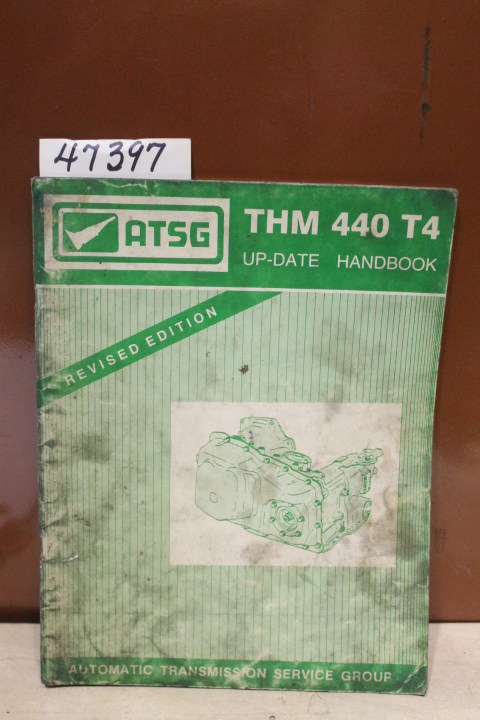 47397
ATSG
THM 440 T4
UP-DATE HANDBOOK
REVISED EDITION
AUTOMATIC TRANSMISSION SERVICE GROUP